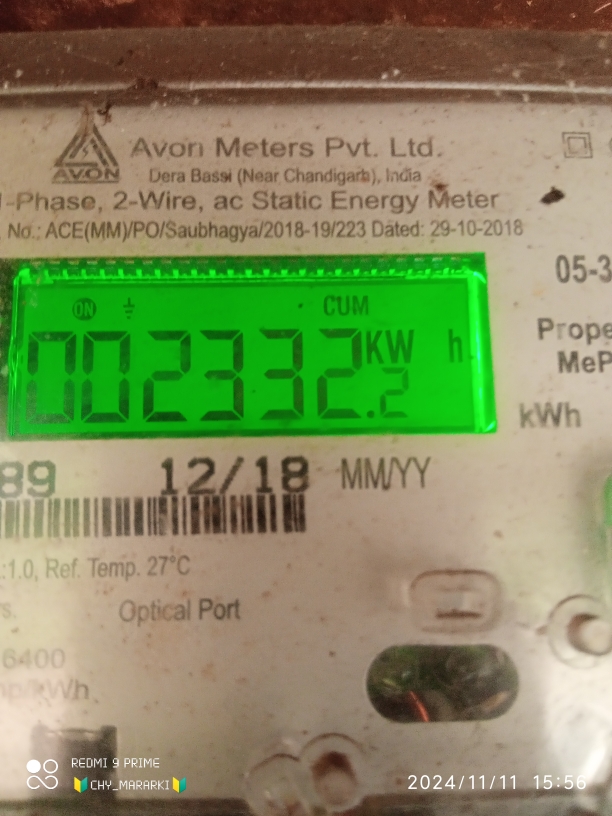 AVON
Avon Meters Pvt. Ltd.
Dera Bassi (Near Chandigarh), India
-Phase, 2-Wire, ac Static Energy Meter
No.: ACE(MM)/PO/Saubhagya/2018-19/223 Dated: 29-10-2018
05-3
ON CUM
002332.2 KW h
Prope
MeP
kWh
89 12/18 MM/YY
:1.0, Ref. Temp. 27°C
rs. Optical Port
6400
mp/kWh
REDMI 9 PRIME
🔰CHY_MARARKI🔰
2024/11/11 15:56